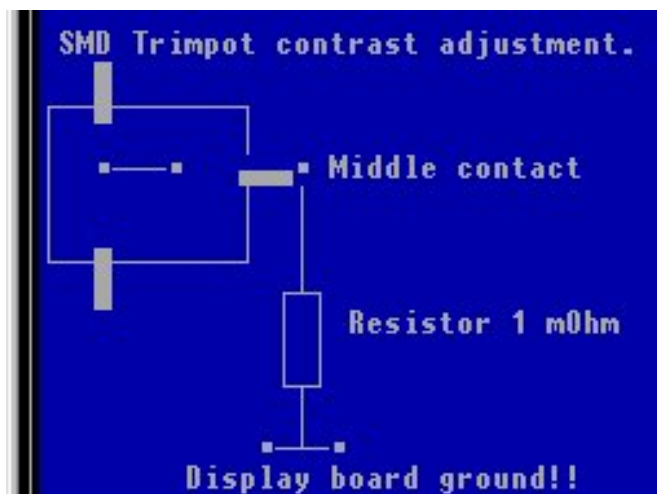 SMD Trimpot contrast adjustment.
Middle contact
Resistor 1 mOhm
Display board ground!!